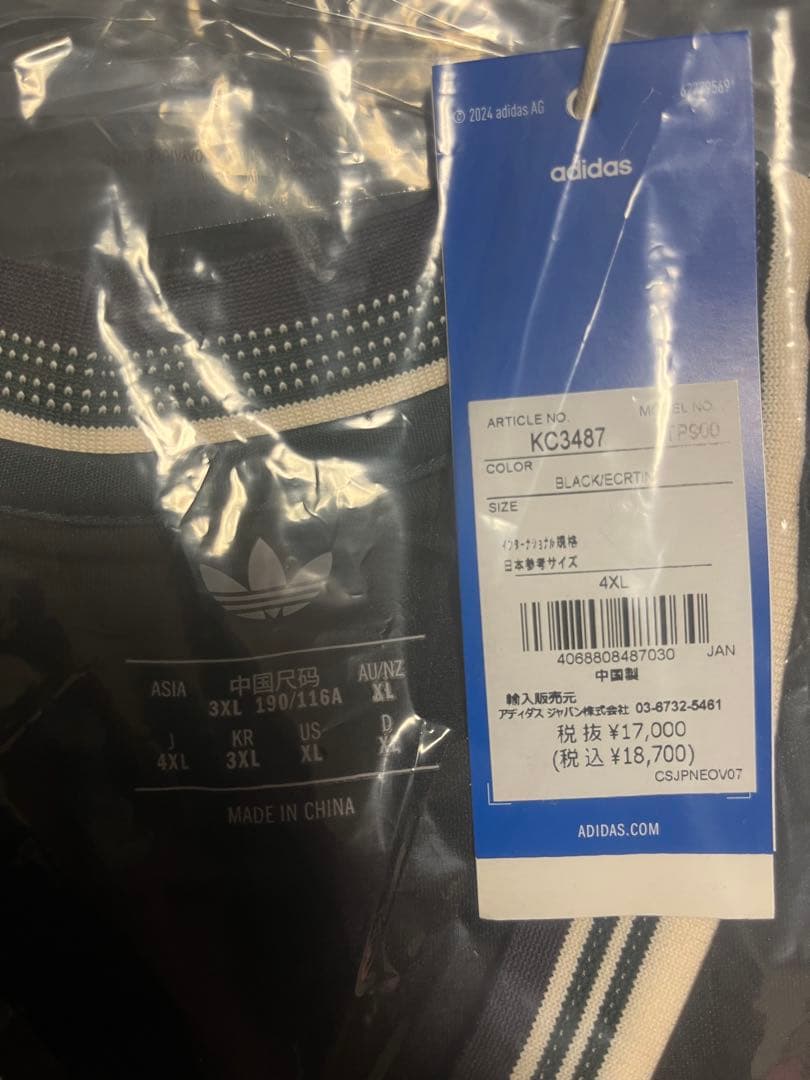 © 2024 adidas AG
adidas
ARTICLE NO.
MODEL NO.
KC3487
COLOR
BLACK/ECRTIN
SIZE
インターナショナル規格
日本参考サイズ
4XL
4068808487030
JAN
中国製
輸入販売元
アディダス ジャパン株式会社 03-6732-5461
税抜 ¥17,000
(税込 ¥18,700)
CSJPNEOV07
ADIDAS.COM
ASIA 中国尺码 AU/NZ
3XL 190/116A XL
J KR US D
4XL 3XL XL
MADE IN CHINA